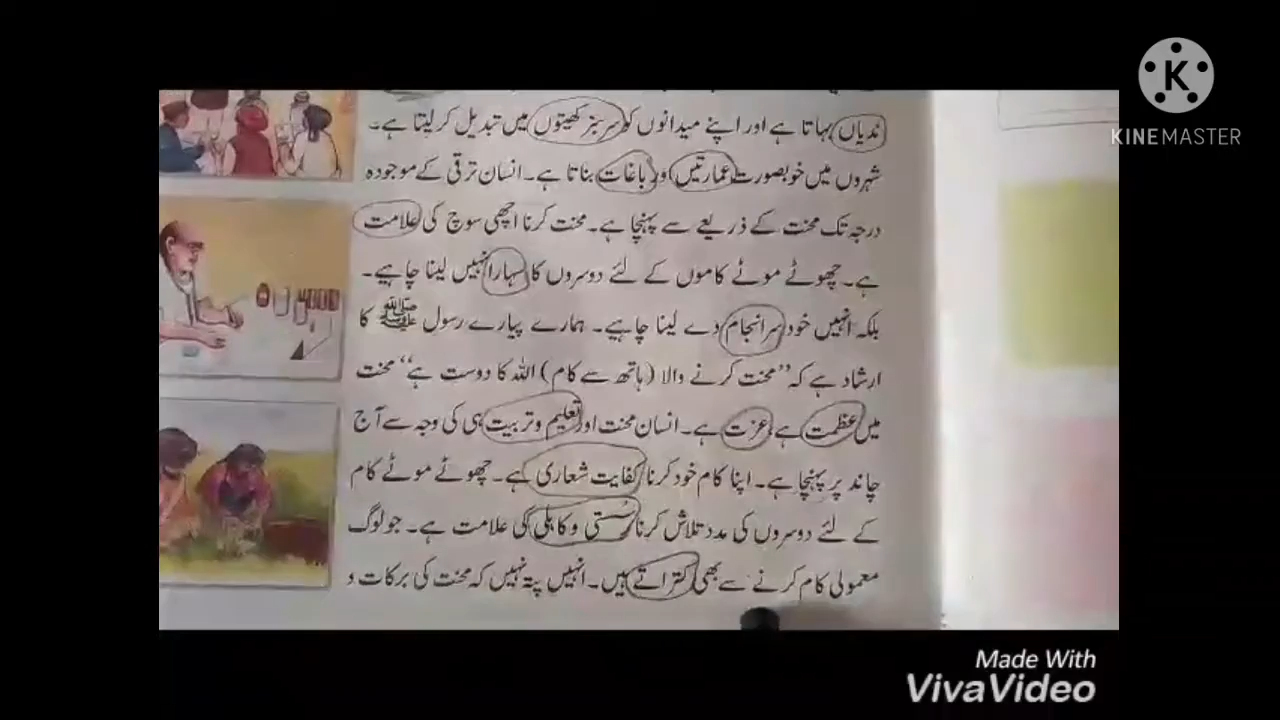 ندیاں بہاتا ہے اور اپنے میدانوں کو سرسبز کھیتوں میں تبدیل کر لیتا ہے۔
شہروں میں خوبصورت عمارتیں و باغات بناتا ہے۔ انسان ترقی کے موجودہ
درجہ تک محنت کے ذریعے سے پہنچا ہے۔ محنت کرنا اچھی سوچ کی علامت
ہے۔ چھوٹے موٹے کاموں کے لئے دوسروں کا سہارا نہیں لینا چاہیے۔
بلکہ انہیں خود سرانجام دے لینا چاہیے۔ ہمارے پیارے رسول ﷺ کا
ارشاد ہے کہ ”محنت کرنے والا (ہاتھ سے کام) اللہ کا دوست ہے“ محنت
میں عظمت ہے عزت ہے۔ انسان محنت اور تعلیم و تربیت ہی کی وجہ سے آج
چاند پر پہنچا ہے۔ اپنا کام خود کرنا کفایت شعاری ہے۔ چھوٹے موٹے کام
کے لئے دوسروں کی مدد تلاش کرنا سستی و کاہلی کی علامت ہے۔ جو لوگ
معمولی کام کرنے سے بھی کتراتے ہیں۔ انہیں پتہ نہیں کہ محنت کی برکات و
K
KINEMASTER
Made With
VivaVideo